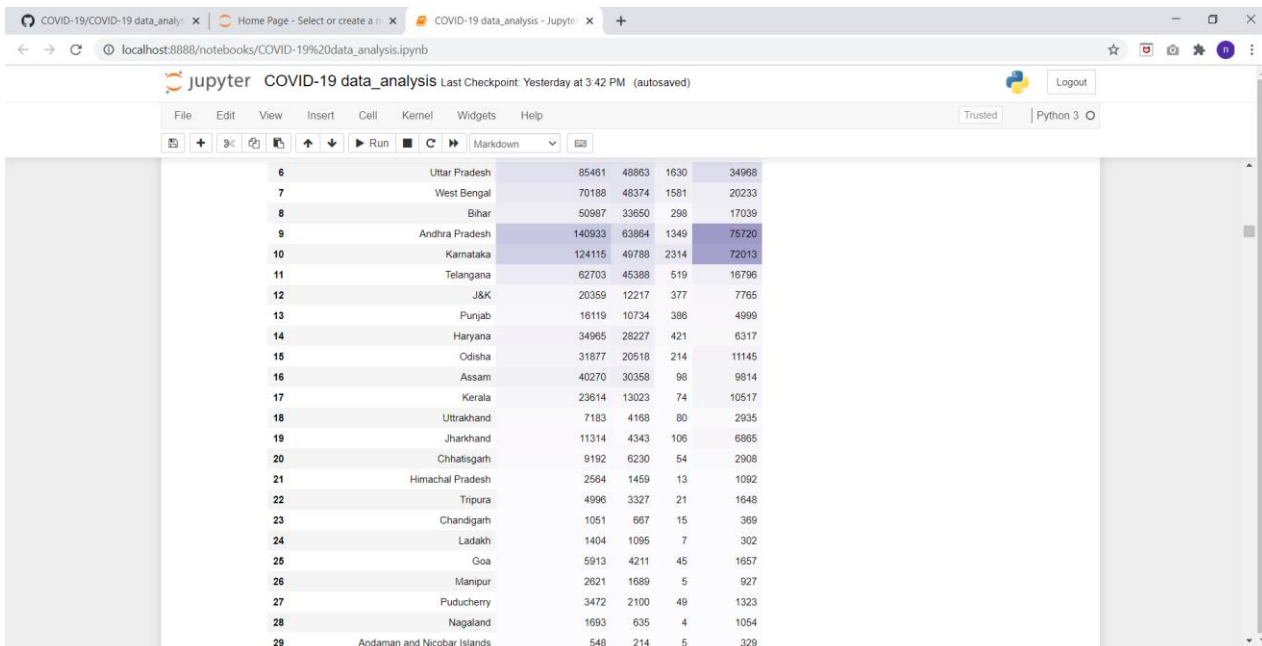 COVID-19/COVID-19 data_analys
Home Page - Select or create a n
COVID-19 data_analysis - Jupyter
localhost:8888/notebooks/COVID-19%20data_analysis.ipynb
n
jupyter COVID-19 data_analysis Last Checkpoint: Yesterday at 3:42 PM (autosaved)
Logout
File Edit View Insert Cell Kernel Widgets Help
Trusted
Python 3
Run
Markdown
6 Uttar Pradesh 85461 48863 1630 34968
7 West Bengal 70188 48374 1581 20233
8 Bihar 50987 33650 298 17039
9 Andhra Pradesh 140933 63864 1349 75720
10 Karnataka 124115 49788 2314 72013
11 Telangana 62703 45388 519 16796
12 J&K 20359 12217 377 7765
13 Punjab 16119 10734 386 4999
14 Haryana 34965 28227 421 6317
15 Odisha 31877 20518 214 11145
16 Assam 40270 30358 98 9814
17 Kerala 23614 13023 74 10517
18 Uttrakhand 7183 4168 80 2935
19 Jharkhand 11314 4343 106 6865
20 Chhatisgarh 9192 6230 54 2908
21 Himachal Pradesh 2564 1459 13 1092
22 Tripura 4996 3327 21 1648
23 Chandigarh 1051 667 15 369
24 Ladakh 1404 1095 7 302
25 Goa 5913 4211 45 1657
26 Manipur 2621 1689 5 927
27 Puducherry 3472 2100 49 1323
28 Nagaland 1693 635 4 1054
29 Andaman and Nicobar Islands 548 214 5 329